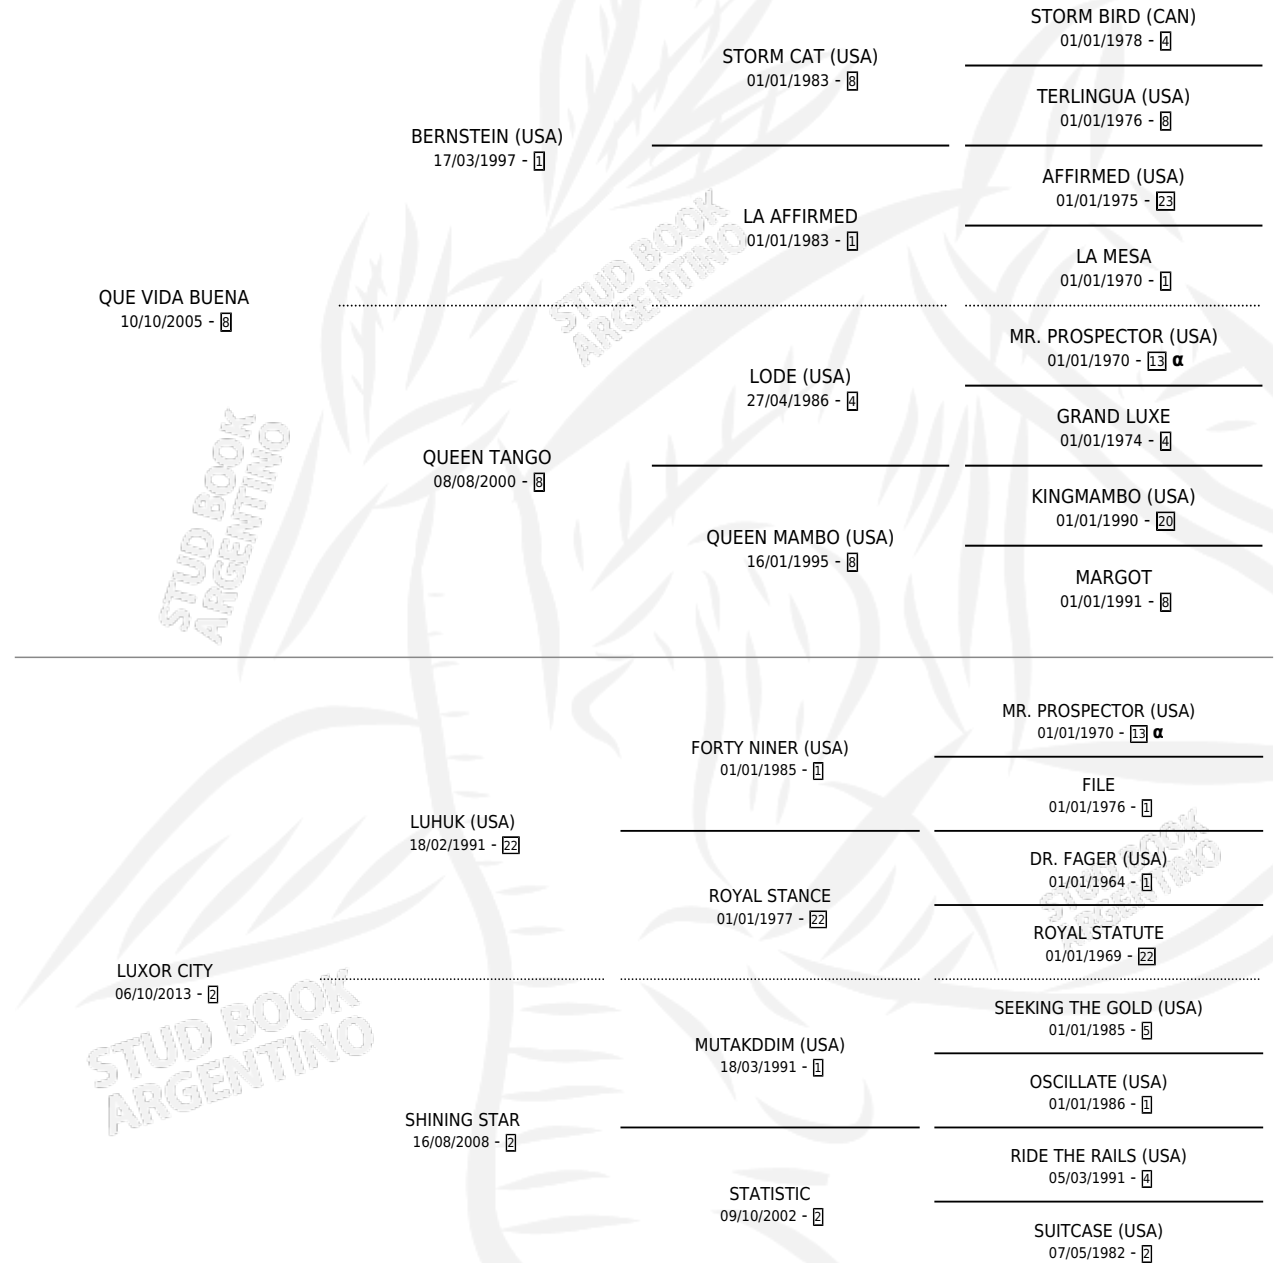 STORM BIRD (CAN)
01/01/1978 - 4
STORM CAT (USA)
01/01/1983 - 8
TERLINGUA (USA)
01/01/1976 - 8
BERNSTEIN (USA)
17/03/1997 - 1
AFFIRMED (USA)
01/01/1975 - 23
LA AFFIRMED
01/01/1983 - 1
LA MESA
01/01/1970 - 1
QUE VIDA BUENA
10/10/2005 - 8
MR. PROSPECTOR (USA)
01/01/1970 - 13 α
LODE (USA)
27/04/1986 - 4
GRAND LUXE
01/01/1974 - 4
QUEEN TANGO
08/08/2000 - 8
KINGMAMBO (USA)
01/01/1990 - 20
QUEEN MAMBO (USA)
16/01/1995 - 8
MARGOT
01/01/1991 - 8
STUD BOOK
ARGENTINO
STUD BOOK
ARGENTINO
MR. PROSPECTOR (USA)
01/01/1970 - 13 α
FORTY NINER (USA)
01/01/1985 - 1
FILE
01/01/1976 - 1
LUHUK (USA)
18/02/1991 - 22
DR. FAGER (USA)
01/01/1964 - 1
ROYAL STANCE
01/01/1977 - 22
ROYAL STATUTE
01/01/1969 - 22
LUXOR CITY
06/10/2013 - 2
SEEKING THE GOLD (USA)
01/01/1985 - 5
MUTAKDDIM (USA)
18/03/1991 - 1
OSCILLATE (USA)
01/01/1986 - 1
SHINING STAR
16/08/2008 - 2
RIDE THE RAILS (USA)
05/03/1991 - 4
STATISTIC
09/10/2002 - 2
SUITCASE (USA)
07/05/1982 - 2
STUD BOOK
ARGENTINO
STUD BOOK
ARGENTINO